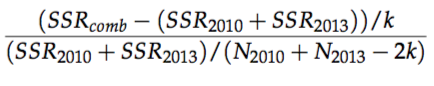 (SSR_comb − (SSR_2010 + SSR_2013))/k
(SSR_2010 + SSR_2013)/(N_2010 + N_2013 − 2k)